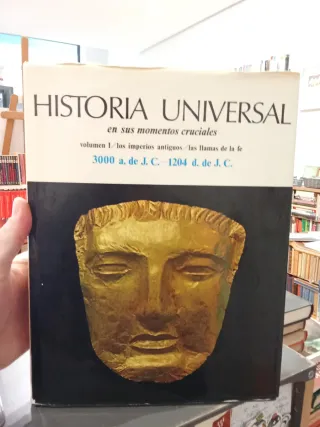 HISTORIA UNIVERSAL
en sus momentos cruciales
volumen I/los imperios antiguos/las llamas de la fe
3000 a. de J. C. - 1204 d. de J. C.